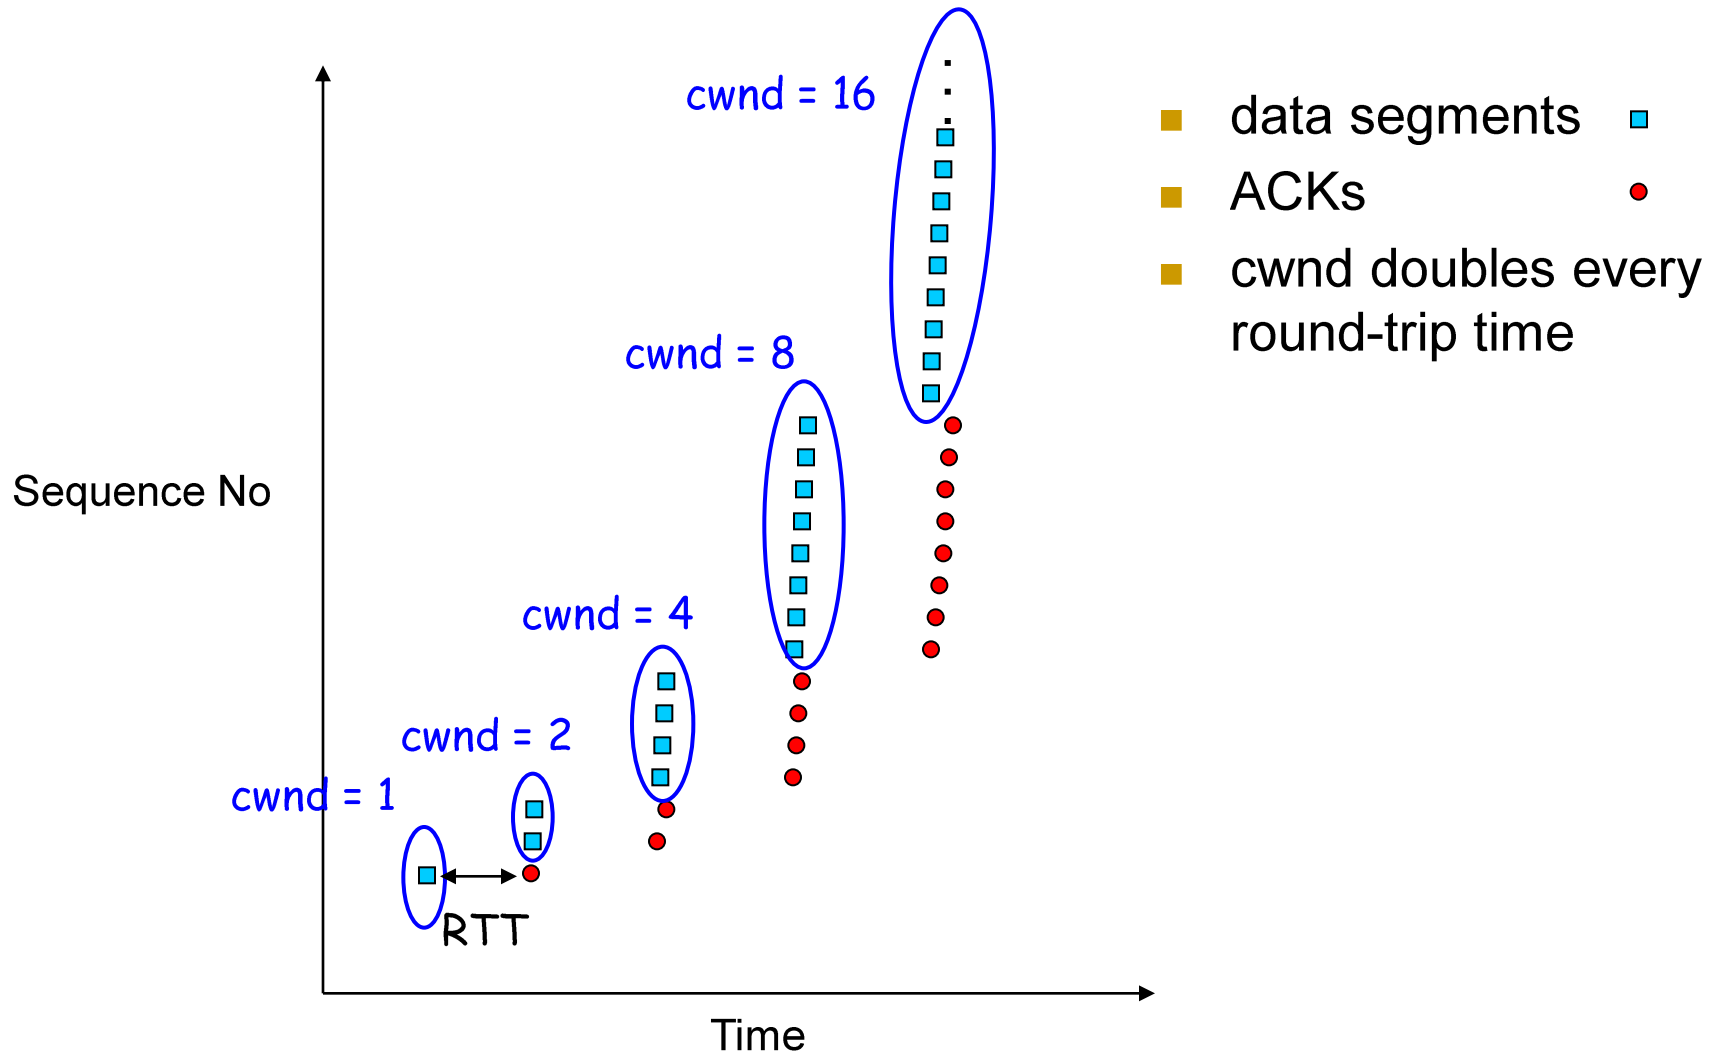 cwnd = 16
data segments
ACKs
cwnd doubles every
round-trip time
cwnd = 8
Sequence No
cwnd = 4
cwnd = 2
cwnd = 1
RTT
Time